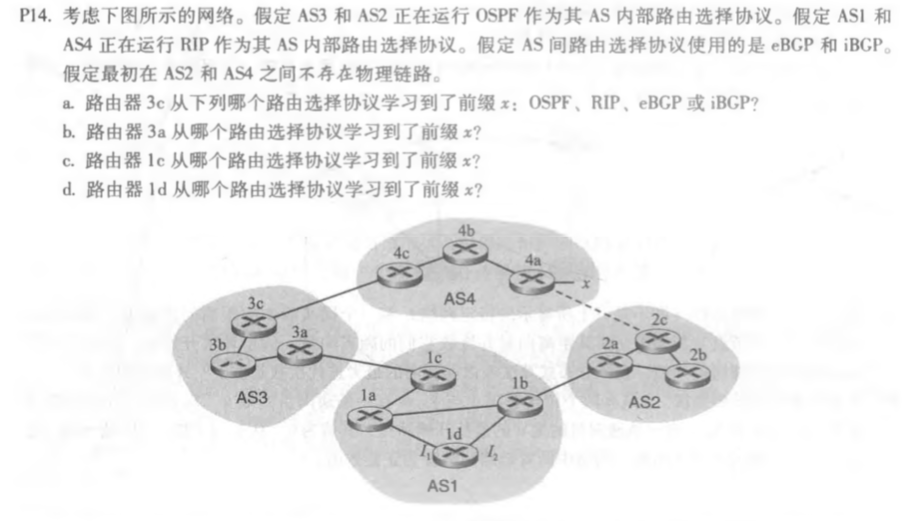 P14. 考虑下图所示的网络。假定 AS3 和 AS2 正在运行 OSPF 作为其 AS 内部路由选择协议。假定 AS1 和
AS4 正在运行 RIP 作为其 AS 内部路由选择协议。假定 AS 间路由选择协议使用的是 eBGP 和 iBGP。
假定最初在 AS2 和 AS4 之间不存在物理链路。
a. 路由器 3c 从下列哪个路由选择协议学习到了前缀 x：OSPF、RIP、eBGP 或 iBGP?
b. 路由器 3a 从哪个路由选择协议学习到了前缀 x?
c. 路由器 1c 从哪个路由选择协议学习到了前缀 x?
d. 路由器 1d 从哪个路由选择协议学习到了前缀 x?
4b
4c
4a
x
AS4
3c
3a
3b
AS3
2c
2a
2b
AS2
1c
1a
1b
1d
I₁
I₂
AS1